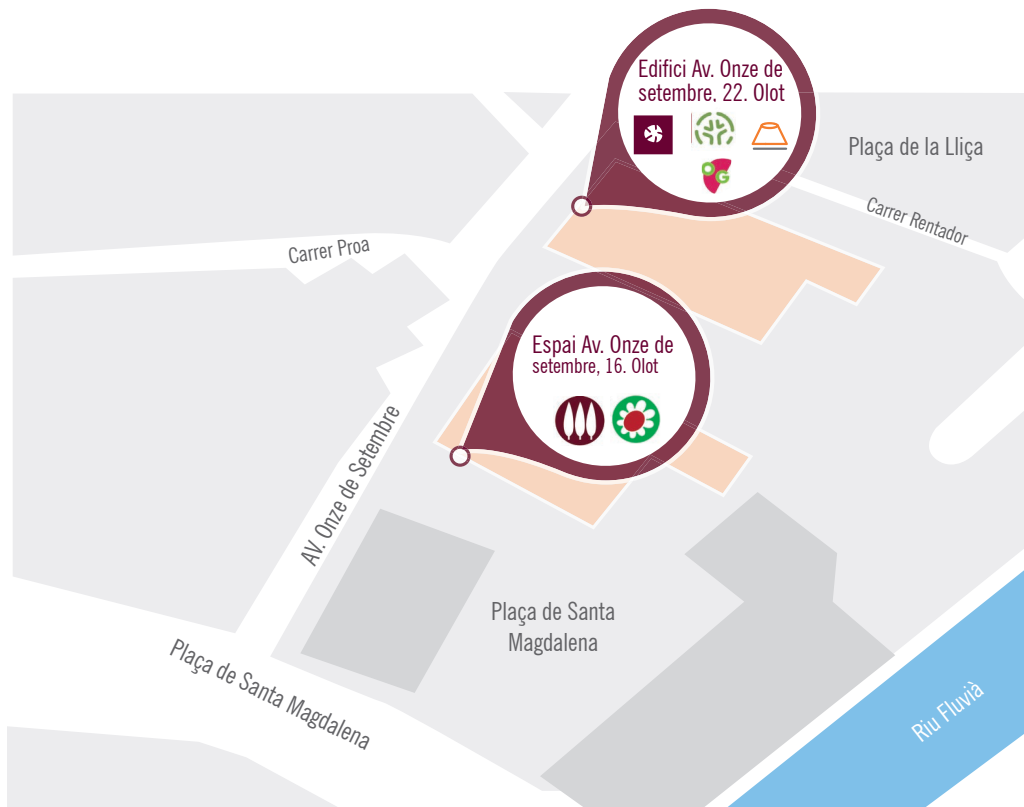 Edifici Av. Onze de
setembre, 22. Olot
OG
Plaça de la Lliça
Carrer Rentador
Carrer Proa
Espai Av. Onze de
setembre, 16. Olot
AV. Onze de Setembre
Plaça de Santa
Magdalena
Plaça de Santa Magdalena
Riu Fluvià